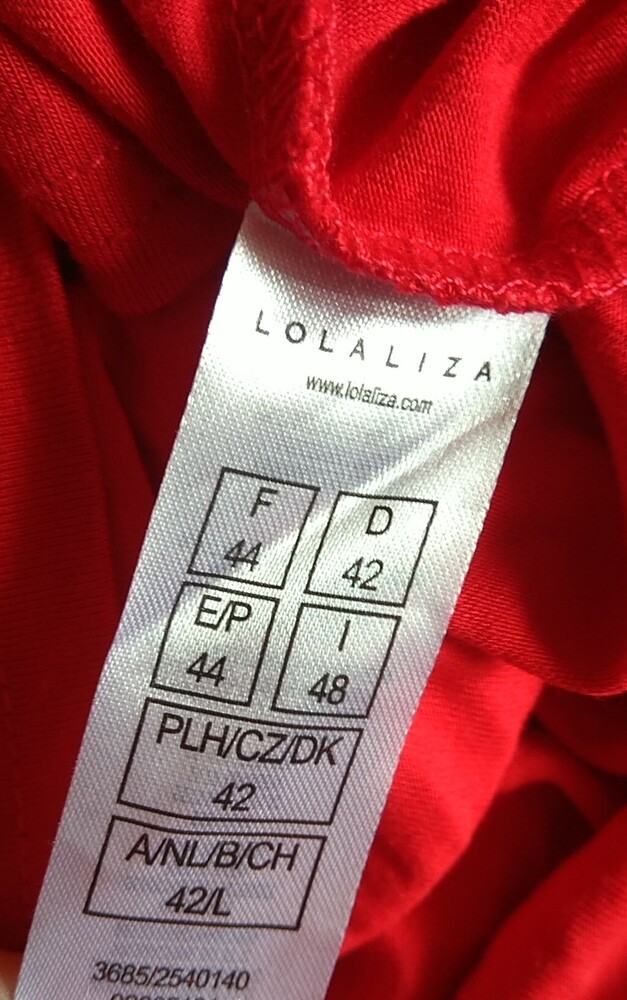 LOLALIZA
www.lolaliza.com
F D
44 42
E/P I
44 48
PLH/CZ/DK
42
A/NL/B/CH
42/L
3685/2540140